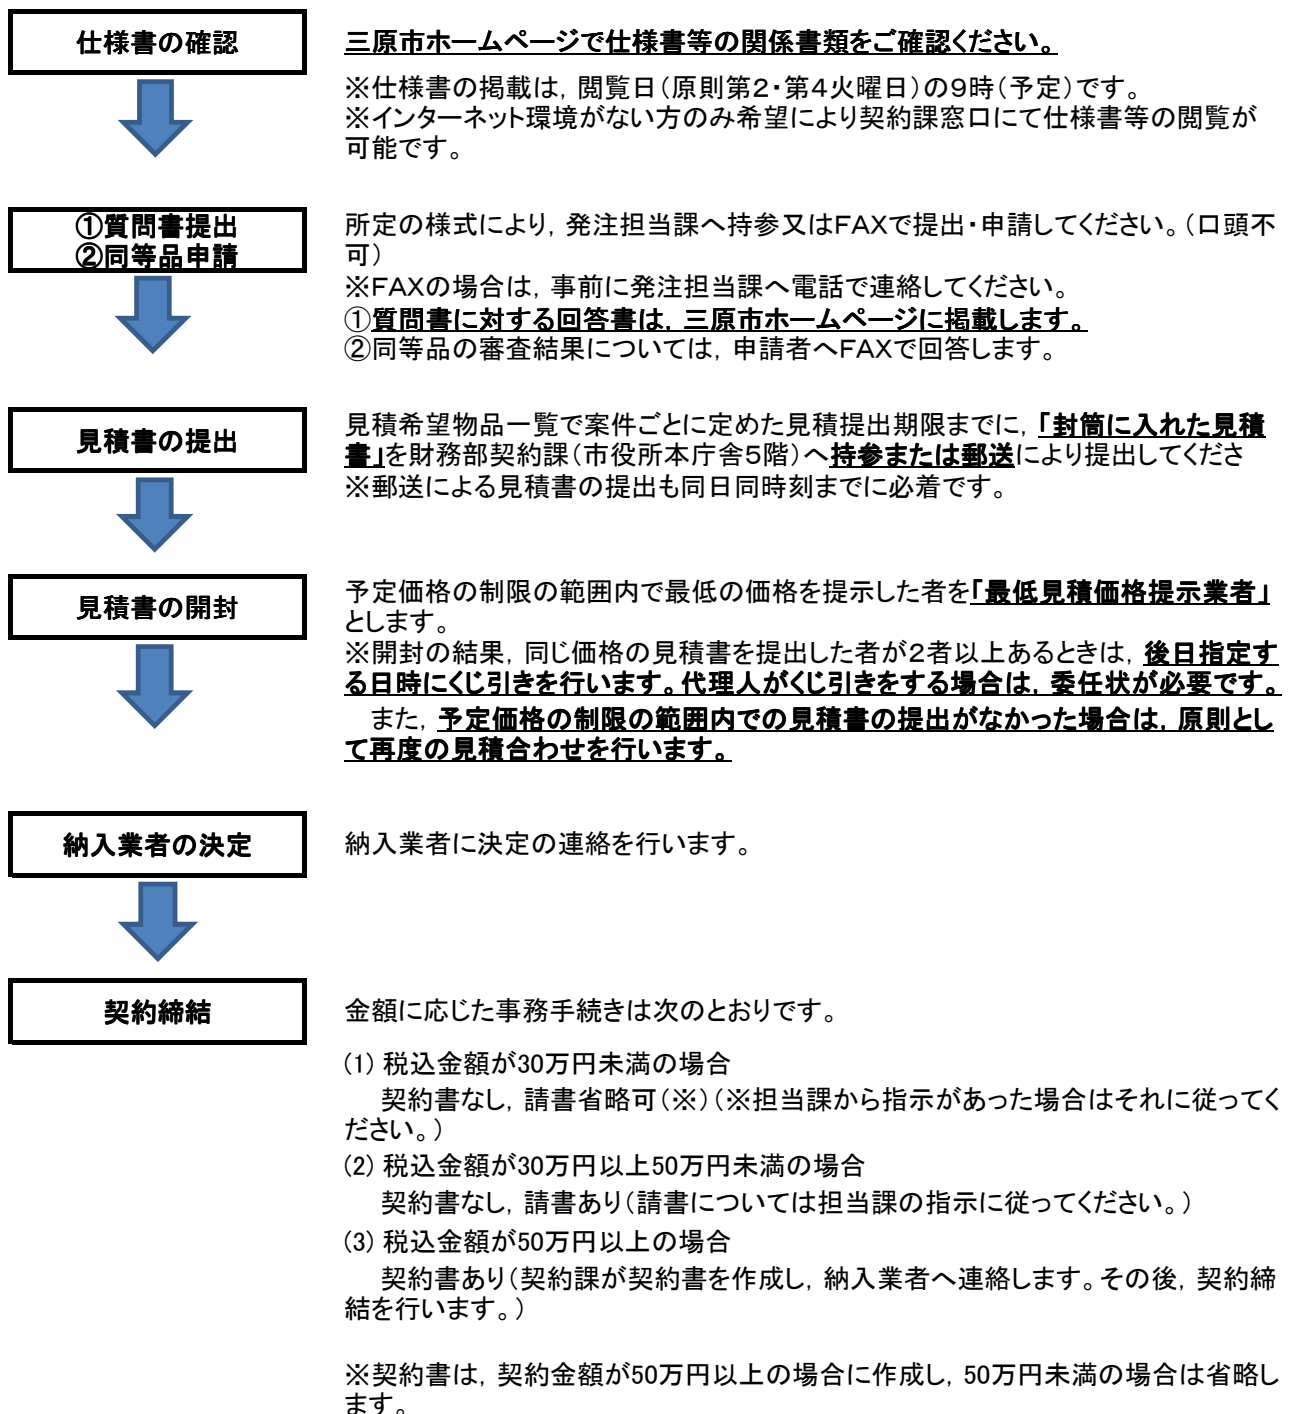 仕様書の確認
三原市ホームページで仕様書等の関係書類をご確認ください。
※仕様書の掲載は，閲覧日（原則第２・第４火曜日）の９時（予定）です。
※インターネット環境がない方のみ希望により契約課窓口にて仕様書等の閲覧が
可能です。
①質問書提出
②同等品申請
所定の様式により，発注担当課へ持参又はＦＡＸで提出・申請してください。（口頭不
可）
※ＦＡＸの場合は，事前に発注担当課へ電話で連絡してください。
①質問書に対する回答書は，三原市ホームページに掲載します。
②同等品の審査結果については，申請者へＦＡＸで回答します。
見積書の提出
見積希望物品一覧で案件ごとに定めた見積提出期限までに，「封筒に入れた見積
書」を財務部契約課（市役所本庁舎５階）へ持参または郵送により提出してくださ
※郵送による見積書の提出も同日同時刻までに必着です。
見積書の開封
予定価格の制限の範囲内で最低の価格を提示した者を「最低見積価格提示業者」
とします。
※開封の結果，同じ価格の見積書を提出した者が２者以上あるときは，後日指定す
る日時にくじ引きを行います。代理人がくじ引きをする場合は，委任状が必要です。
また，予定価格の制限の範囲内での見積書の提出がなかった場合は，原則とし
て再度の見積合わせを行います。
納入業者の決定
納入業者に決定の連絡を行います。
契約締結
金額に応じた事務手続きは次のとおりです。
(1) 税込金額が30万円未満の場合
契約書なし，請書省略可（※）（※担当課から指示があった場合はそれに従ってく
ださい。）
(2) 税込金額が30万円以上50万円未満の場合
契約書なし，請書あり（請書については担当課の指示に従ってください。）
(3) 税込金額が50万円以上の場合
契約書あり（契約課が契約書を作成し，納入業者へ連絡します。その後，契約締
結を行います。）
※契約書は，契約金額が50万円以上の場合に作成し，50万円未満の場合は省略し
ます。